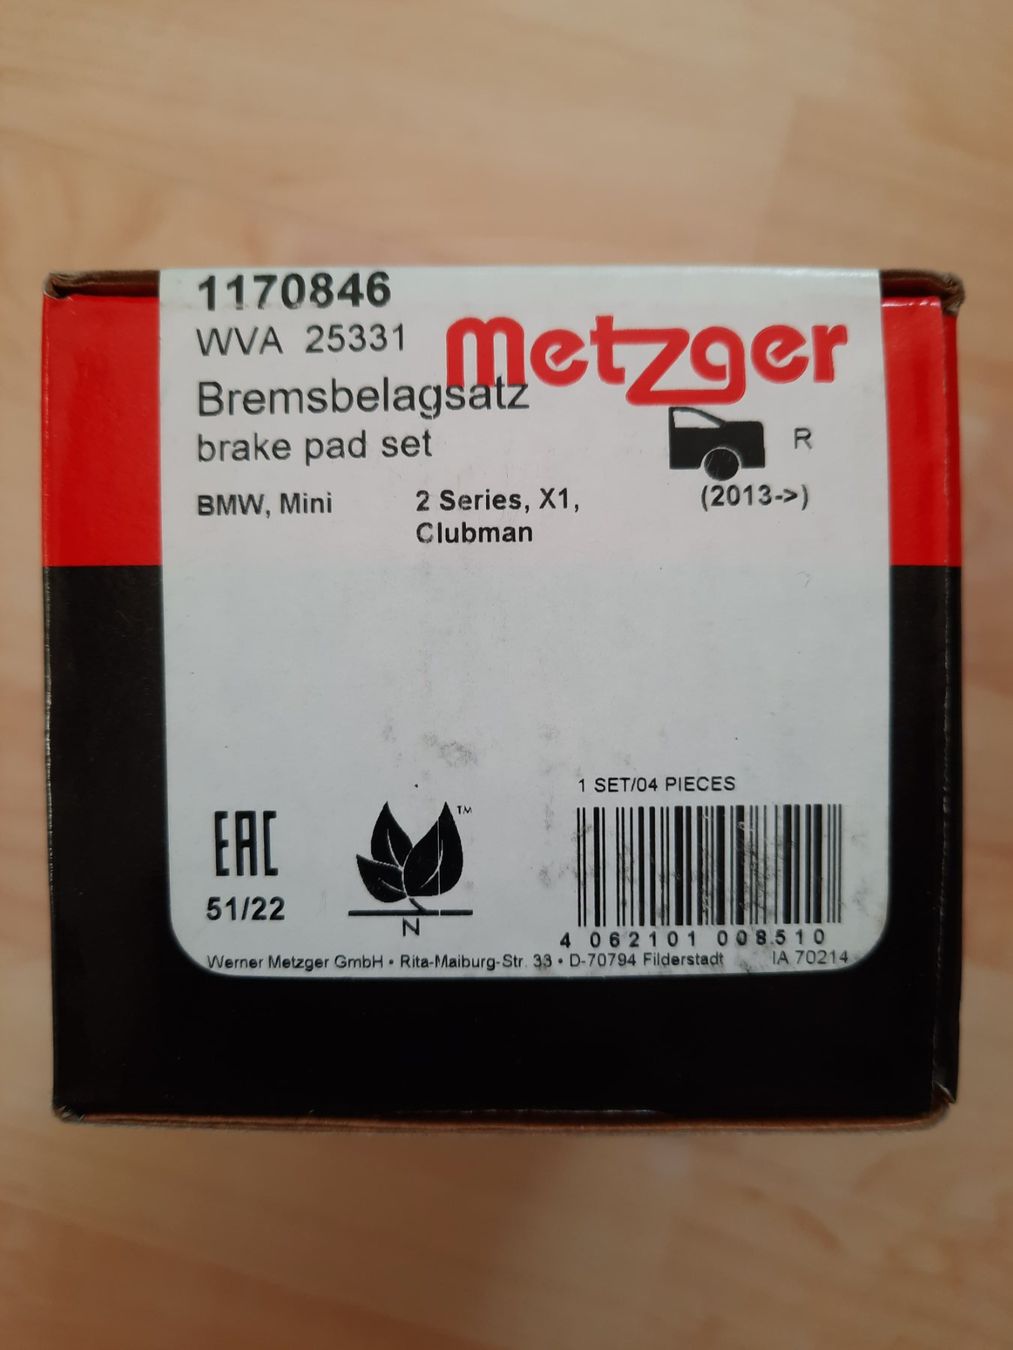 1170846
WVA 25331
Metzger
Bremsbelagsatz
brake pad set
R
BMW, Mini
2 Series, X1,
Clubman
(2013->)
1 SET/04 PIECES
EAC
51/22
TM
N
4 062101 008510
Werner Metzger GmbH • Rita-Maiburg-Str. 33 • D-70794 Filderstadt
IA 70214